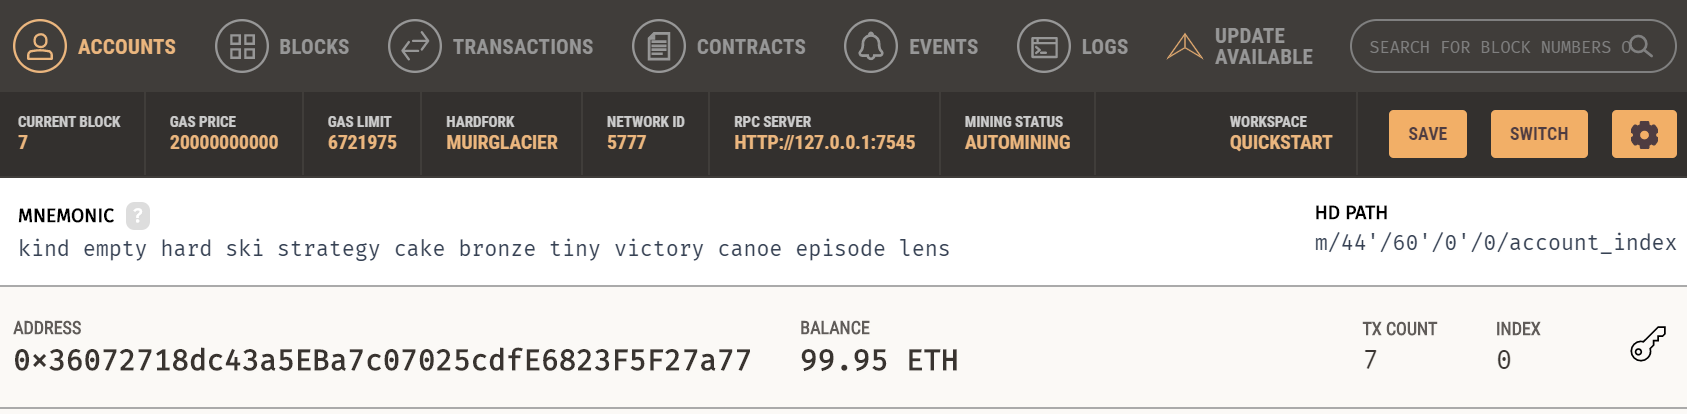 ACCOUNTS BLOCKS TRANSACTIONS CONTRACTS EVENTS LOGS UPDATE AVAILABLE SEARCH FOR BLOCK NUMBERS O
CURRENT BLOCK GAS PRICE GAS LIMIT HARDFORK NETWORK ID RPC SERVER MINING STATUS WORKSPACE
7 20000000000 6721975 MUIRGLACIER 5777 HTTP://127.0.0.1:7545 AUTOMINING QUICKSTART
SAVE SWITCH
MNEMONIC ? HD PATH
kind empty hard ski strategy cake bronze tiny victory canoe episode lens m/44'/60'/0'/0/account_index
ADDRESS BALANCE TX COUNT INDEX
0×36072718dc43a5EBa7c07025cdfE6823F5F27a77 99.95 ETH 7 0